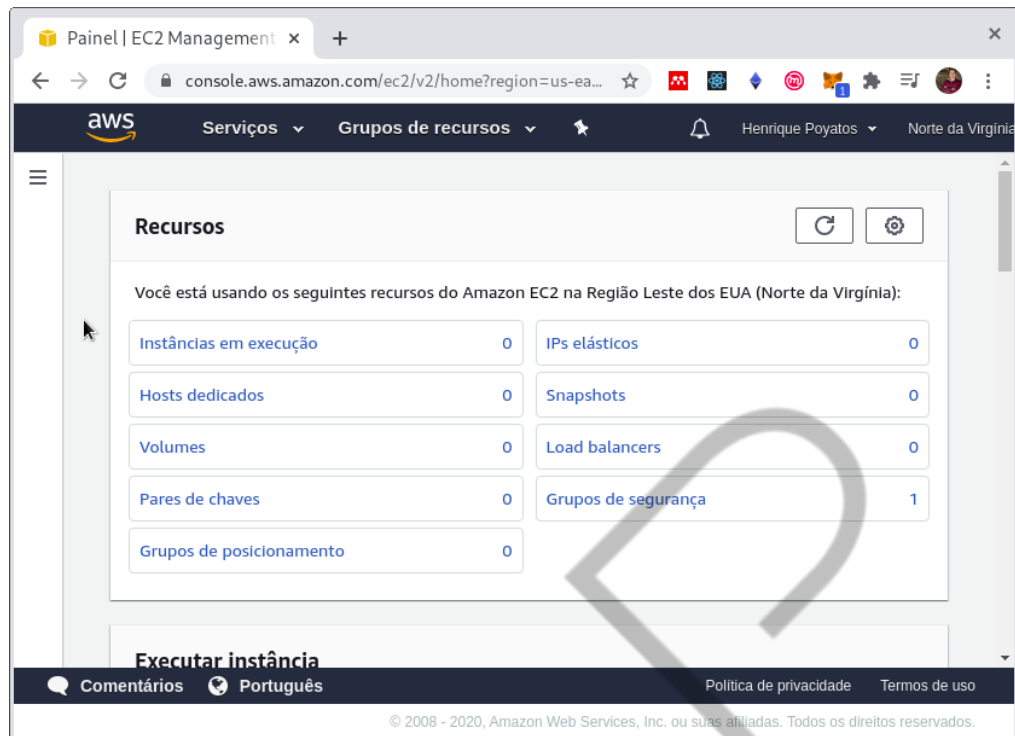 Painel | EC2 Management
console.aws.amazon.com/ec2/v2/home?region=us-ea...
1
aws
Serviços
Grupos de recursos
Henrique Poyatos
Norte da Virgínia
Recursos
Você está usando os seguintes recursos do Amazon EC2 na Região Leste dos EUA (Norte da Virgínia):
Instâncias em execução 0
IPs elásticos 0
Hosts dedicados 0
Snapshots 0
Volumes 0
Load balancers 0
Pares de chaves 0
Grupos de segurança 1
Grupos de posicionamento 0
Executar instância
Comentários
Português
Política de privacidade
Termos de uso
© 2008 - 2020, Amazon Web Services, Inc. ou suas afiliadas. Todos os direitos reservados.